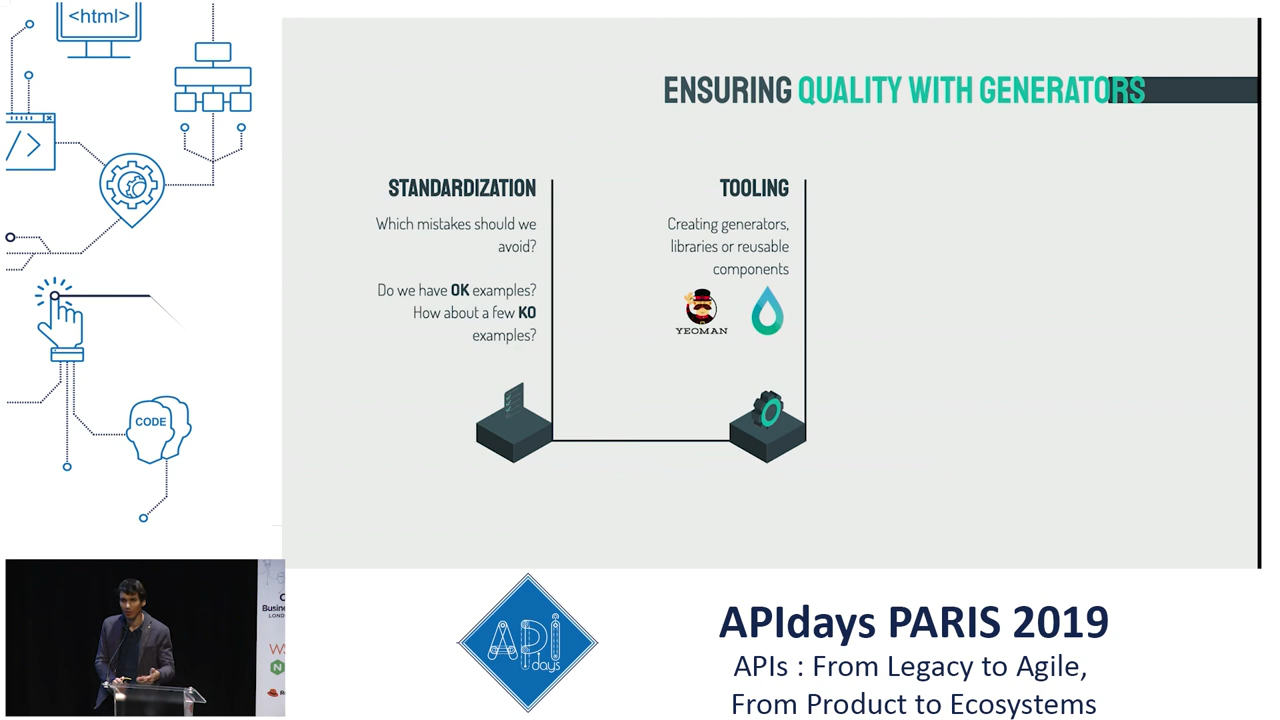 <html>
ENSURING QUALITY WITH GENERATORS
STANDARDIZATION
Which mistakes should we
avoid?
Do we have OK examples?
How about a few KO
examples?
TOOLING
Creating generators,
libraries or reusable
components
YEOMAN
</>
CODE
API
days
APIdays PARIS 2019
APIs : From Legacy to Agile,
From Product to Ecosystems